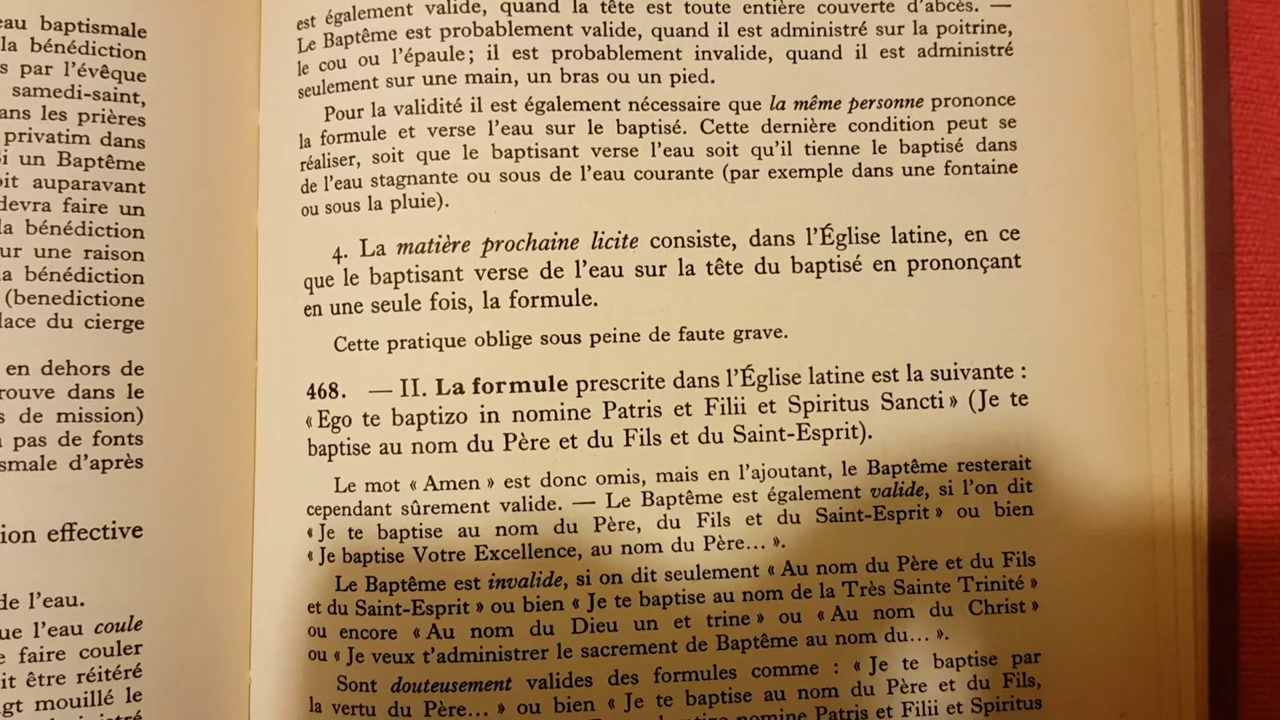 au baptismale
la bénédiction
s par l'évêque
samedi-saint,
ans les prières
privatim dans
i un Baptême
it auparavant
devra faire un
a bénédiction
ur une raison
a bénédiction
(benedictione
lace du cierge
en dehors de
rouve dans le
s de mission)
pas de fonts
smale d'après
ion effective
de l'eau.
ue l'eau coule
e faire couler
it être réitéré
gt mouillé le
est également valide, quand la tête est toute entière couverte d'abcès. —
Le Baptême est probablement valide, quand il est administré sur la poitrine,
le cou ou l'épaule; il est probablement invalide, quand il est administré
seulement sur une main, un bras ou un pied.
Pour la validité il est également nécessaire que la même personne prononce
la formule et verse l'eau sur le baptisé. Cette dernière condition peut se
réaliser, soit que le baptisant verse l'eau soit qu'il tienne le baptisé dans
de l'eau stagnante ou sous de l'eau courante (par exemple dans une fontaine
ou sous la pluie).
4. La matière prochaine licite consiste, dans l'Église latine, en ce
que le baptisant verse de l'eau sur la tête du baptisé en prononçant
en une seule fois, la formule.
Cette pratique oblige sous peine de faute grave.
468. — II. La formule prescrite dans l'Église latine est la suivante :
« Ego te baptizo in nomine Patris et Filii et Spiritus Sancti » (Je te
baptise au nom du Père et du Fils et du Saint-Esprit).
Le mot « Amen » est donc omis, mais en l'ajoutant, le Baptême resterait
cependant sûrement valide. — Le Baptême est également valide, si l'on dit
« Je te baptise au nom du Père, du Fils et du Saint-Esprit » ou bien
« Je baptise Votre Excellence, au nom du Père... ».
Le Baptême est invalide, si on dit seulement « Au nom du Père et du Fils
et du Saint-Esprit » ou bien « Je te baptise au nom de la Très Sainte Trinité »
ou encore « Au nom du Dieu un et trine » ou « Au nom du Christ »
ou « Je veux t'administrer le sacrement de Baptême au nom du... ».
Sont douteusement valides des formules comme : « Je te baptise par
la vertu du Père... » ou bien « Je te baptise au nom du Père et du Fils,
nomine Patris et Filii et Spiritus